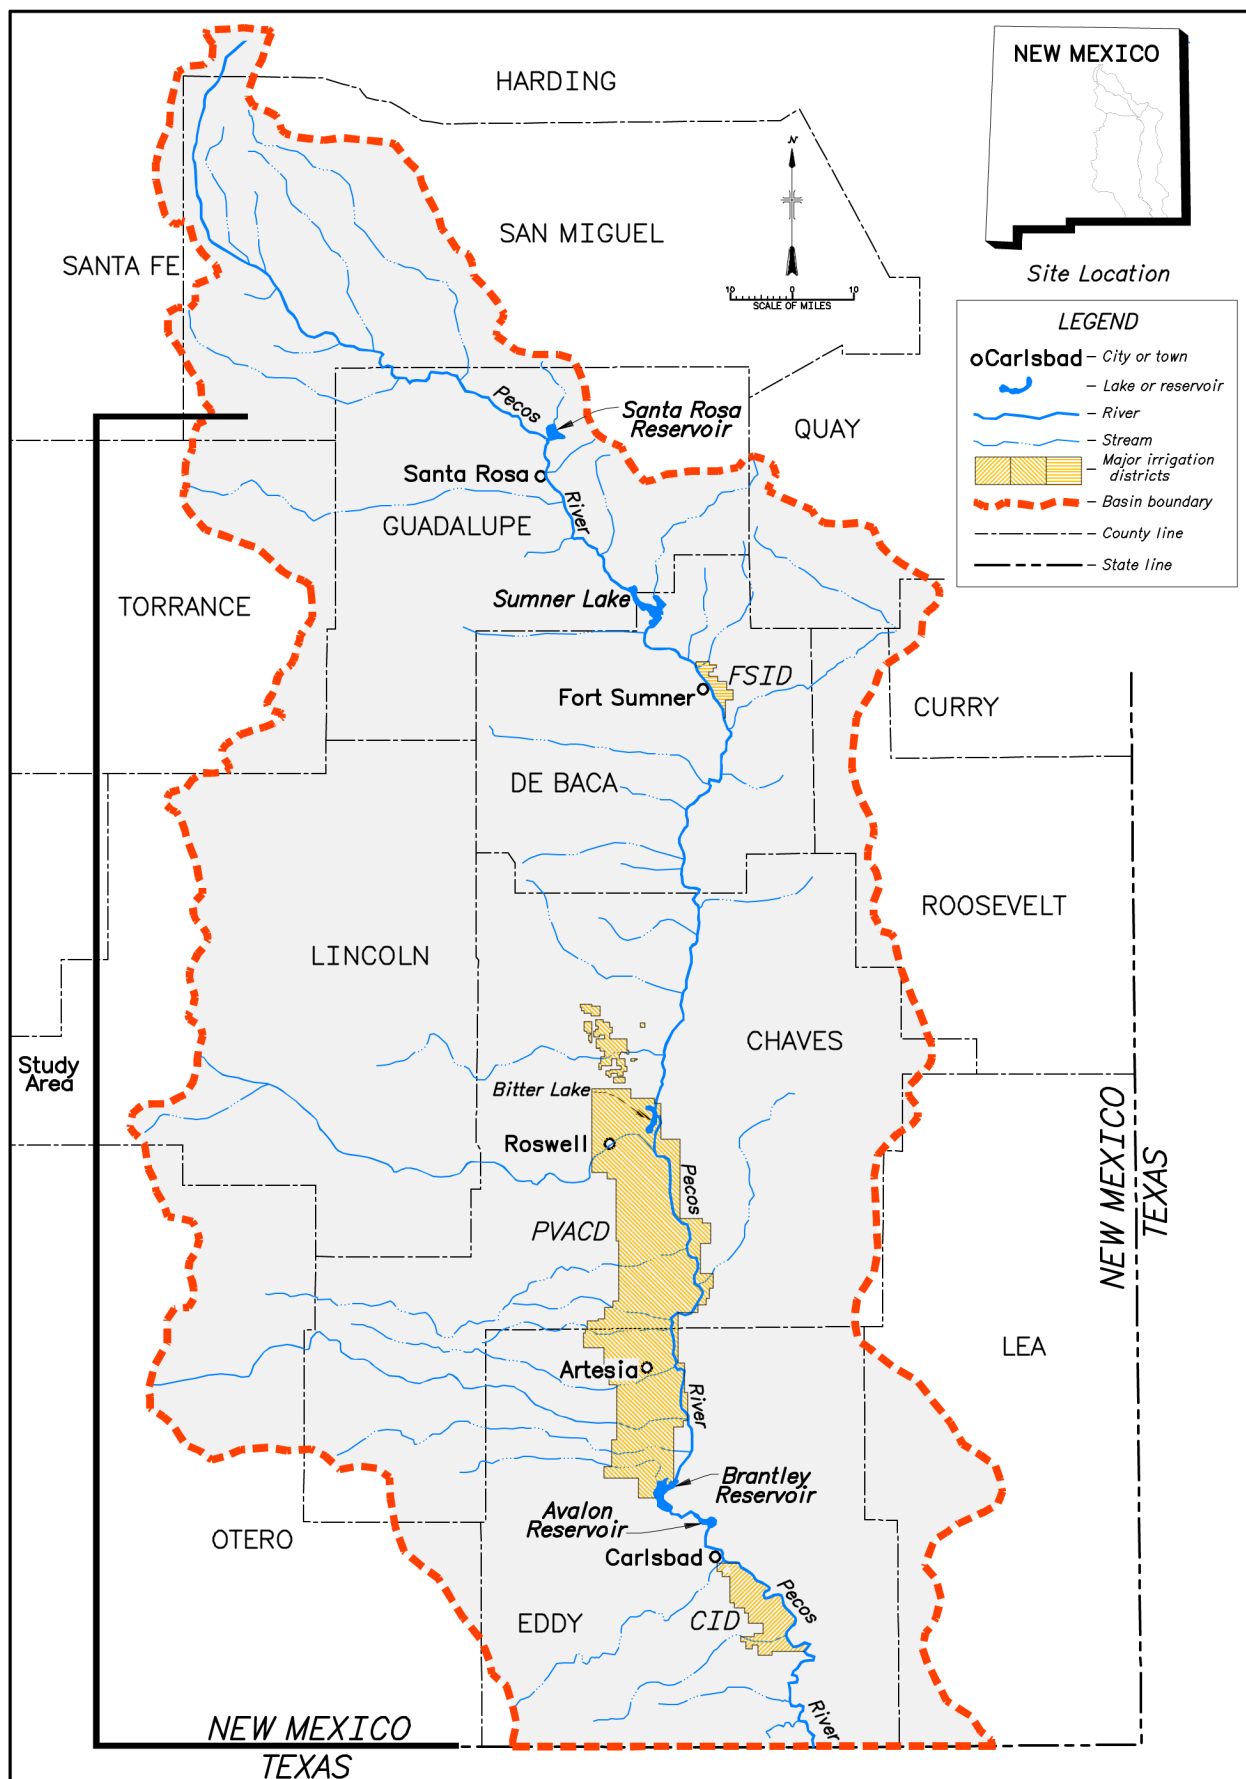 HARDING
NEW MEXICO
N
SAN MIGUEL
SANTA FE
Site Location
10 0 10
SCALE OF MILES
LEGEND
Carlsbad – City or town
– Lake or reservoir
– River
– Stream
– Major irrigation
districts
– Basin boundary
– County line
– State line
Pecos
Santa Rosa
Reservoir
QUAY
Santa Rosa
River
GUADALUPE
TORRANCE
Sumner Lake
FSID
Fort Sumner
CURRY
DE BACA
ROOSEVELT
LINCOLN
CHAVES
Study
Area
Bitter Lake
Roswell
Pecos
NEW MEXICO
TEXAS
PVACD
LEA
Artesia
River
Brantley
Reservoir
Avalon
Reservoir
OTERO
Carlsbad
Pecos
EDDY
CID
River
NEW MEXICO
TEXAS